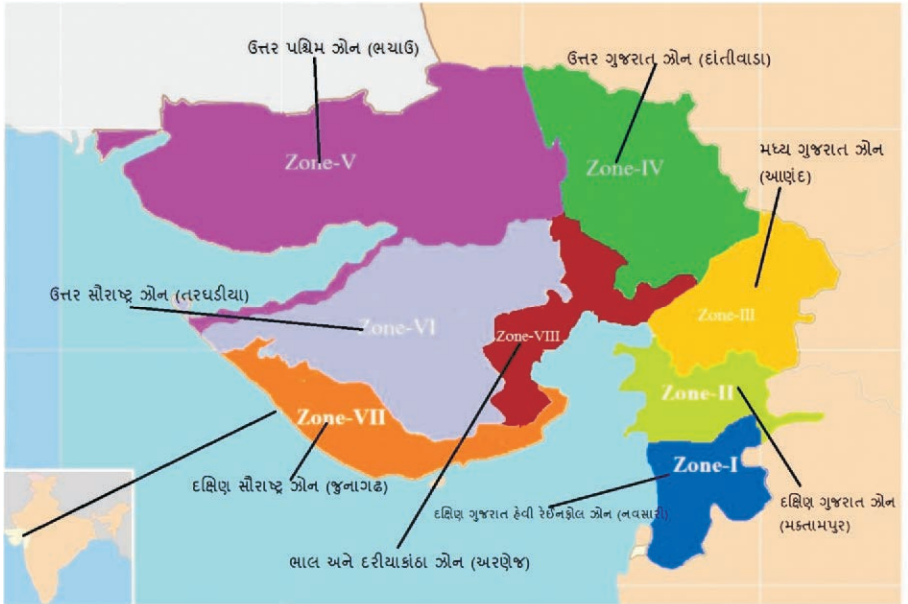 ઉત્તર પશ્ચિમ ઝોન (ભચાઉ)
ઉત્તર ગુજરાત ઝોન (દાંતીવાડા)
મધ્ય ગુજરાત ઝોન
(આણંદ)
Zone-V
Zone-IV
ઉત્તર સૌરાષ્ટ્ર ઝોન (તરઘડીયા)
Zone-VI
Zone-VIII
Zone-III
Zone-II
Zone-VII
Zone-I
દક્ષિણ સૌરાષ્ટ્ર ઝોન (જુનાગઢ)
દક્ષિણ ગુજરાત હેવી રેઈનફોલ ઝોન (નવસારી)
દક્ષિણ ગુજરાત ઝોન
(મક્તામપુર)
ભાલ અને દરીયાકાંઠા ઝોન (અરણેજ)